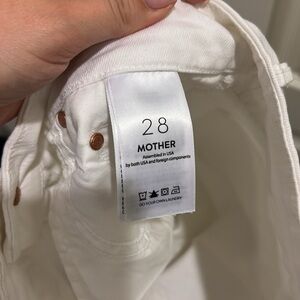 28
MOTHER
Assembled in USA
by both USA and foreign components
DO YOUR OWN LAUNDRY